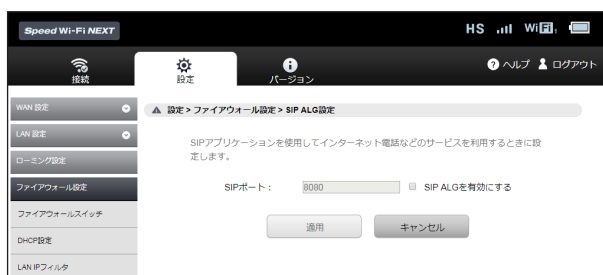 Speed Wi-Fi NEXT
HS WiFi
接続
設定
バージョン
? ヘルプ ログアウト
WAN 設定
LAN 設定
ローミング設定
ファイアウォール設定
ファイアウォールスイッチ
DHCP設定
LAN IPフィルタ
設定 > ファイアウォール設定 > SIP ALG設定
SIPアプリケーションを使用してインターネット電話などのサービスを利用するときに設
定します。
SIPポート： 8080 SIP ALGを有効にする
適用 キャンセル